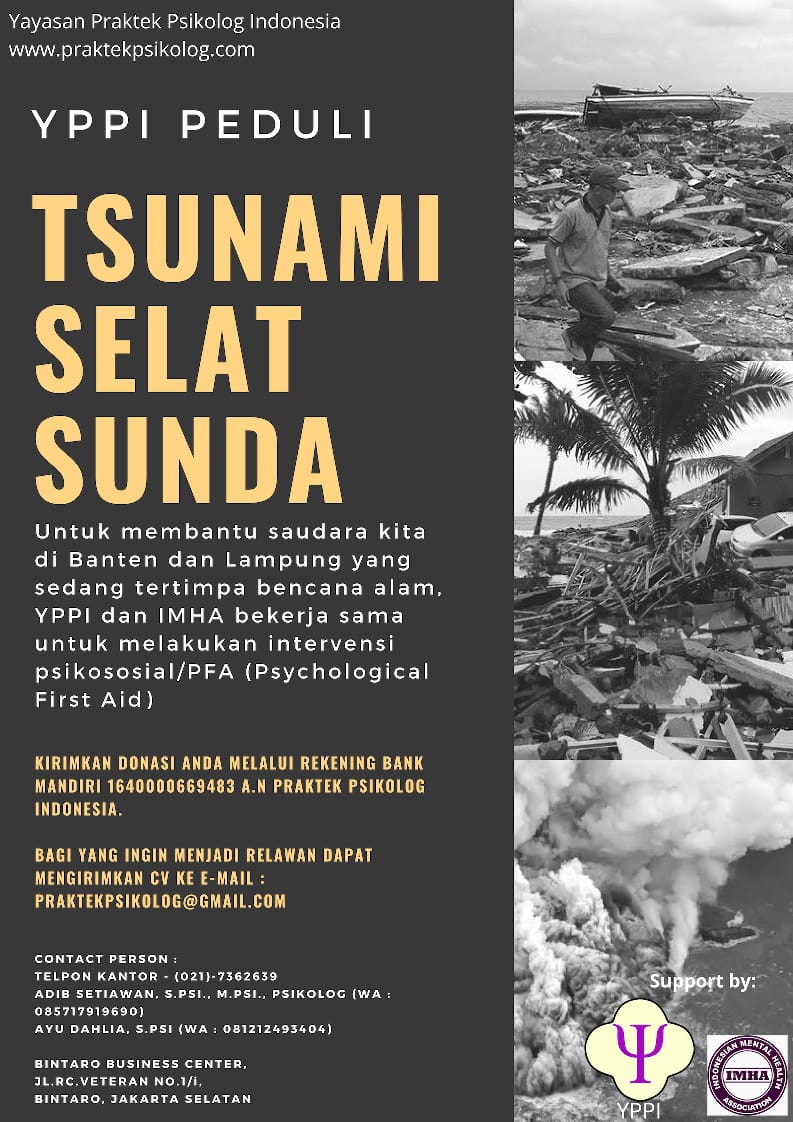 Yayasan Praktek Psikolog Indonesia
www.praktekpsikolog.com
YPPI PEDULI
TSUNAMI
SELAT
SUNDA
Untuk membantu saudara kita
di Banten dan Lampung yang
sedang tertimpa bencana alam,
YPPI dan IMHA bekerja sama
untuk melakukan intervensi
psikososial/PFA (Psychological
First Aid)
KIRIMKAN DONASI ANDA MELALUI REKENING BANK
MANDIRI 1640000669483 A.N PRAKTEK PSIKOLOG
INDONESIA.
BAGI YANG INGIN MENJADI RELAWAN DAPAT
MENGIRIMKAN CV KE E-MAIL :
PRAKTEKPSIKOLOG@GMAIL.COM
CONTACT PERSON :
TELPON KANTOR - (021)-7362639
ADIB SETIAWAN, S.PSI., M.PSI., PSIKOLOG (WA :
085717919690)
AYU DAHLIA, S.PSI (WA : 081212493404)
BINTARO BUSINESS CENTER,
JL.RC.VETERAN NO.1/i,
BINTARO, JAKARTA SELATAN
Support by:
Ψ
YPPI
INDONESIAN MENTAL HEALTH
IMHA
ASSOCIATION